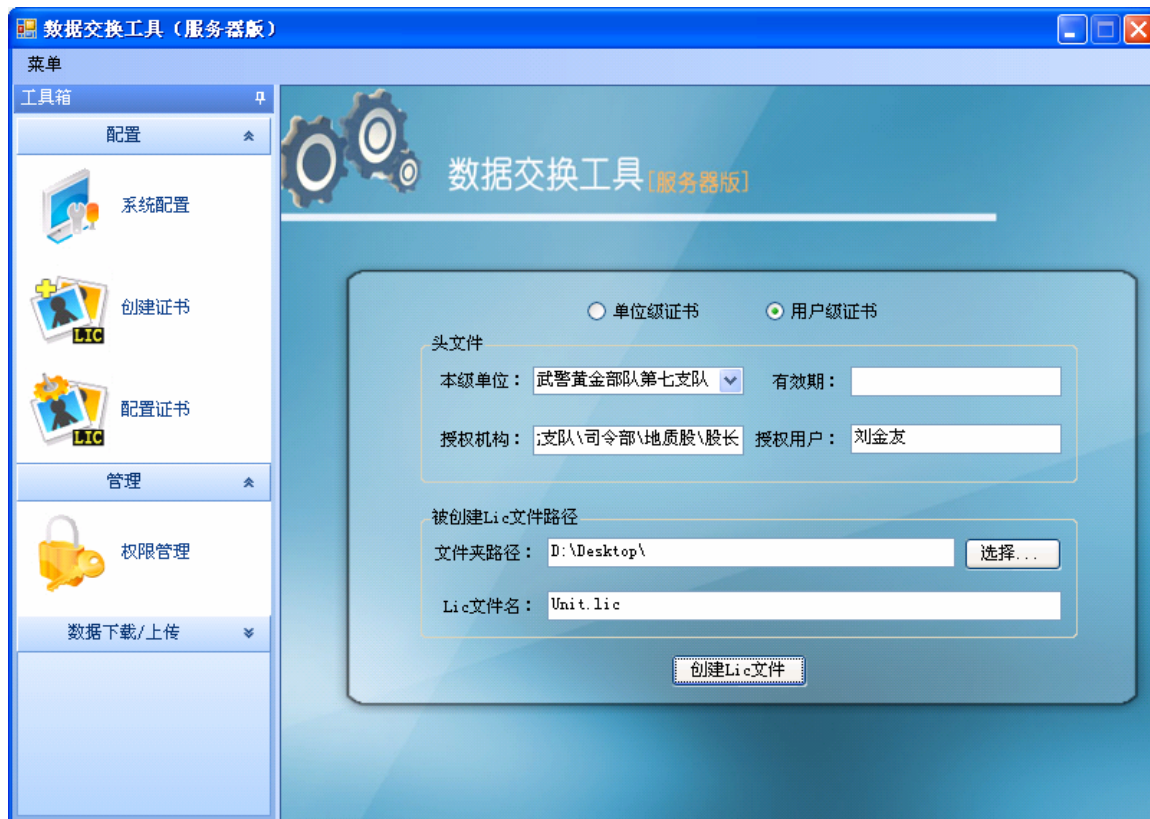 数据交换工具（服务器版）
菜单
工具箱
配置
系统配置
LIC
创建证书
LIC
配置证书
管理
权限管理
数据下载/上传
数据交换工具[服务器版]
单位级证书 用户级证书
头文件
本级单位： 武警黄金部队第七支队 有效期：
授权机构： 支队\司令部\地质股\股长 授权用户： 刘金友
被创建Lic文件路径
文件夹路径： D:\Desktop\ 选择...
Lic文件名： Unit.lic
创建Lic文件